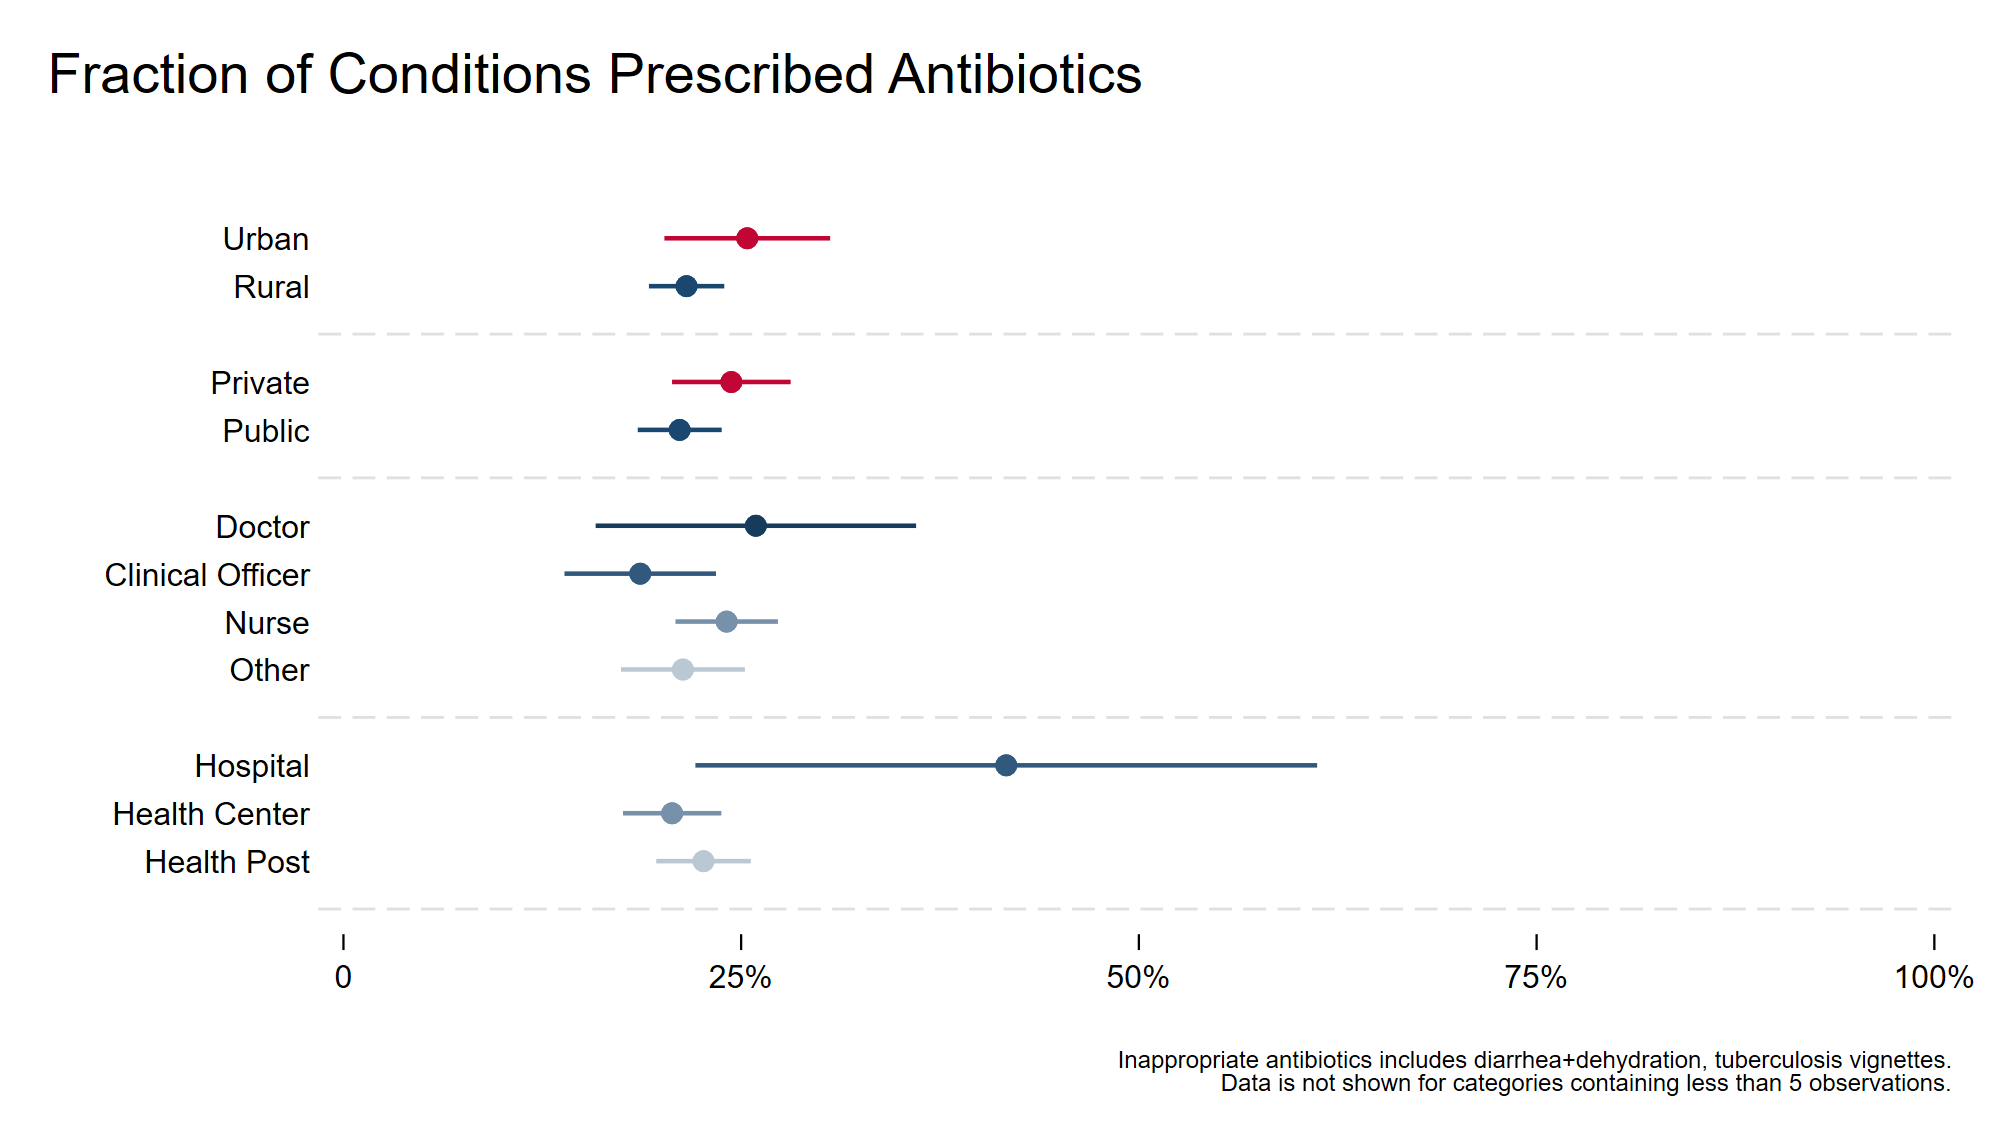 Fraction of Conditions Prescribed Antibiotics
Urban
Rural
Private
Public
Doctor
Clinical Officer
Nurse
Other
Hospital
Health Center
Health Post
0 25% 50% 75% 100%
Inappropriate antibiotics includes diarrhea+dehydration, tuberculosis vignettes.
Data is not shown for categories containing less than 5 observations.